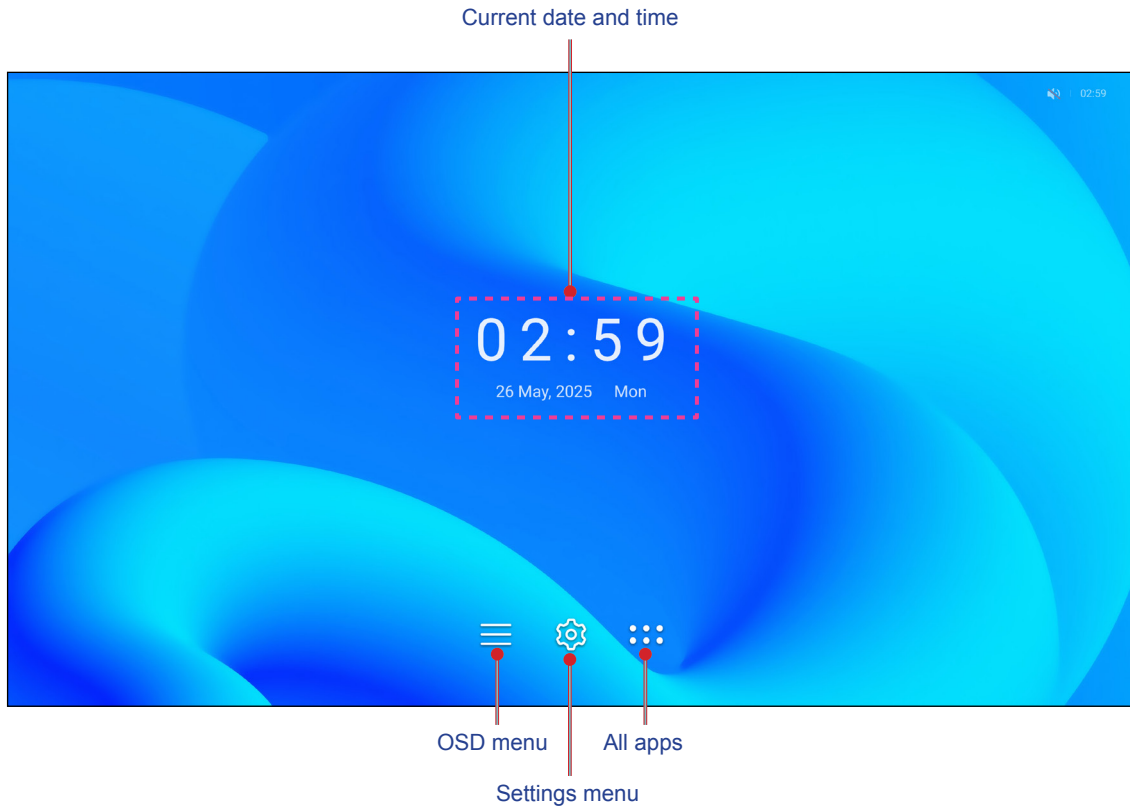 Current date and time
02:59
02:59
26 May, 2025 Mon
OSD menu
All apps
Settings menu